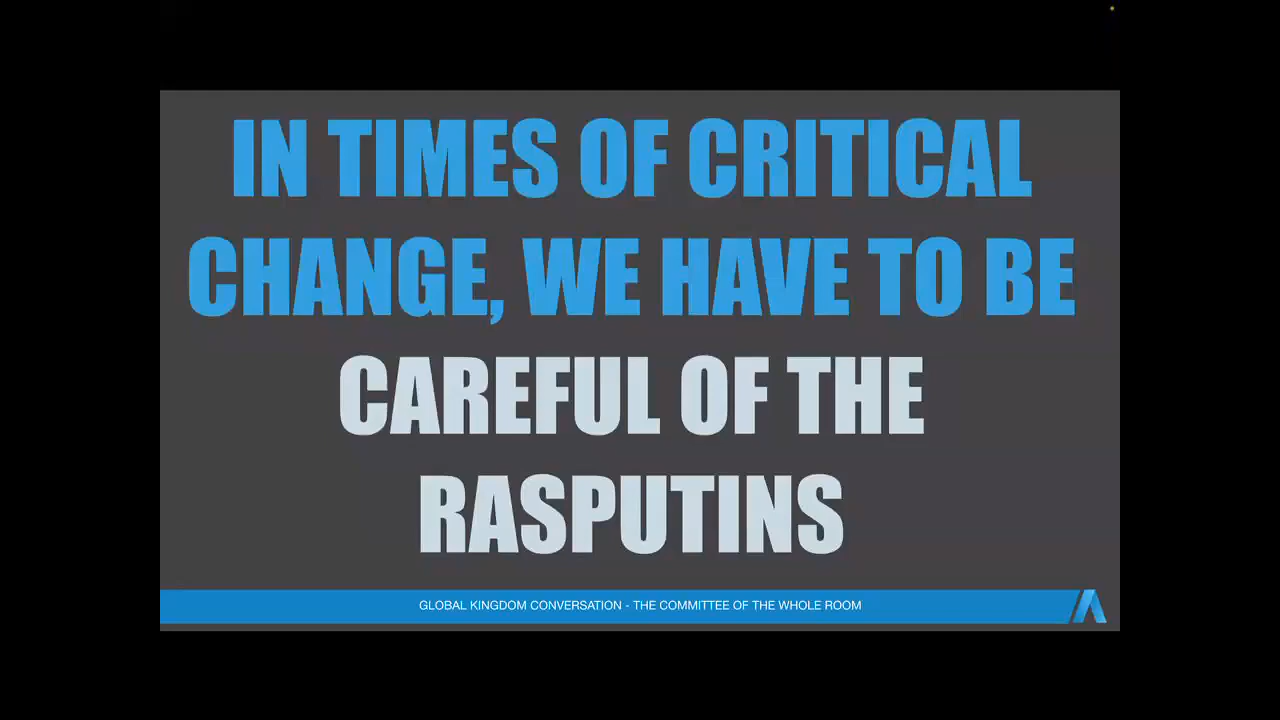 IN TIMES OF CRITICAL
CHANGE, WE HAVE TO BE
CAREFUL OF THE
RASPUTINS
GLOBAL KINGDOM CONVERSATION - THE COMMITTEE OF THE WHOLE ROOM